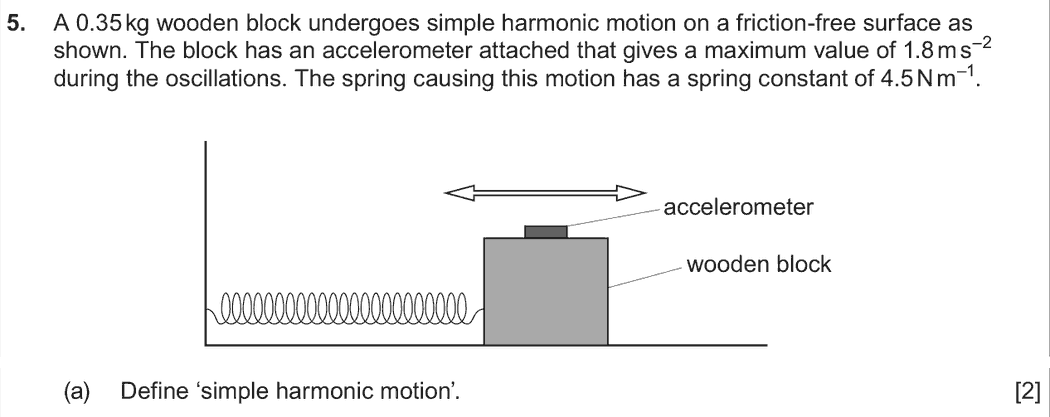 5. A 0.35 kg wooden block undergoes simple harmonic motion on a friction-free surface as
shown. The block has an accelerometer attached that gives a maximum value of 1.8 m s⁻²
during the oscillations. The spring causing this motion has a spring constant of 4.5 N m⁻¹.
accelerometer
wooden block
(a) Define ‘simple harmonic motion’. [2]